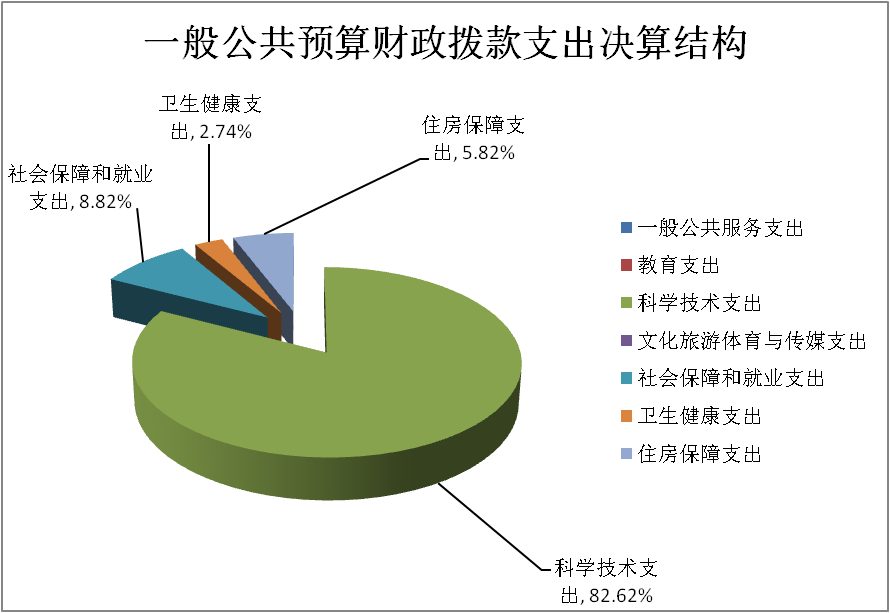 一般公共预算财政拨款支出决算结构
卫生健康支
出, 2.74%
住房保障支
出, 5.82%
社会保障和就业
支出, 8.82%
一般公共服务支出
教育支出
科学技术支出
文化旅游体育与传媒支出
社会保障和就业支出
卫生健康支出
住房保障支出
科学技术支
出, 82.62%